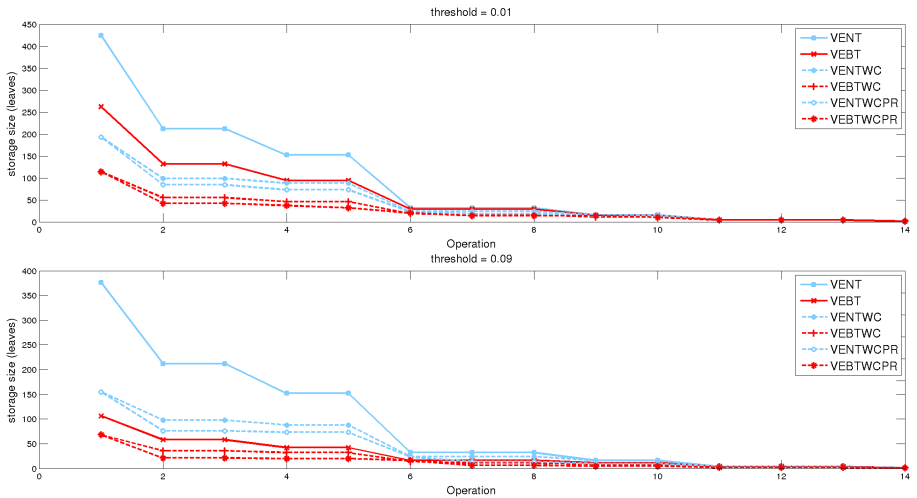 threshold = 0.01
450
400
350
300
250
200
150
100
50
0
storage size (leaves)
0 2 4 6 8 10 12 14
Operation
VENT
VEBT
VENTWC
VEBTWC
VENTWCPR
VEBTWCPR
threshold = 0.09
400
350
300
250
200
150
100
50
0
storage size (leaves)
0 2 4 6 8 10 12 14
Operation
VENT
VEBT
VENTWC
VEBTWC
VENTWCPR
VEBTWCPR